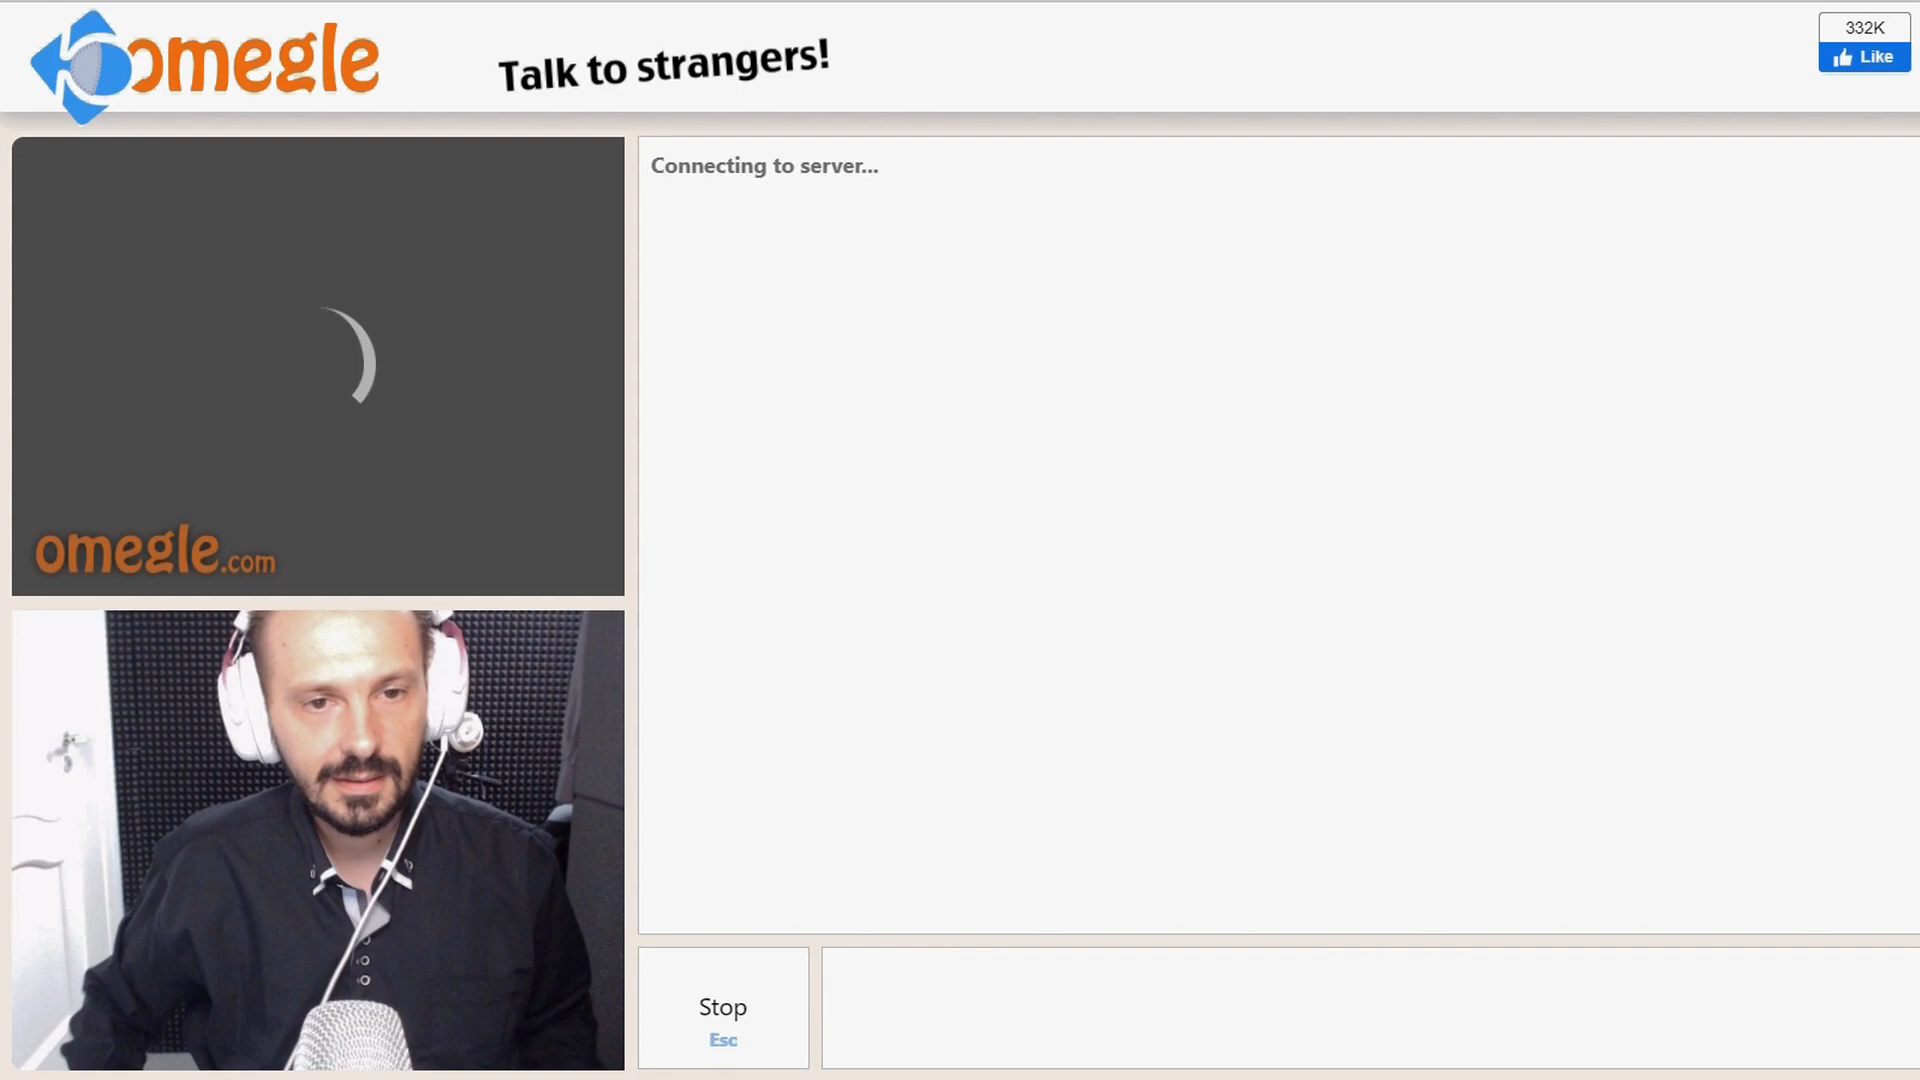 omegle
Talk to strangers!
332K
Like
Connecting to server...
omegle.com
Stop
Esc